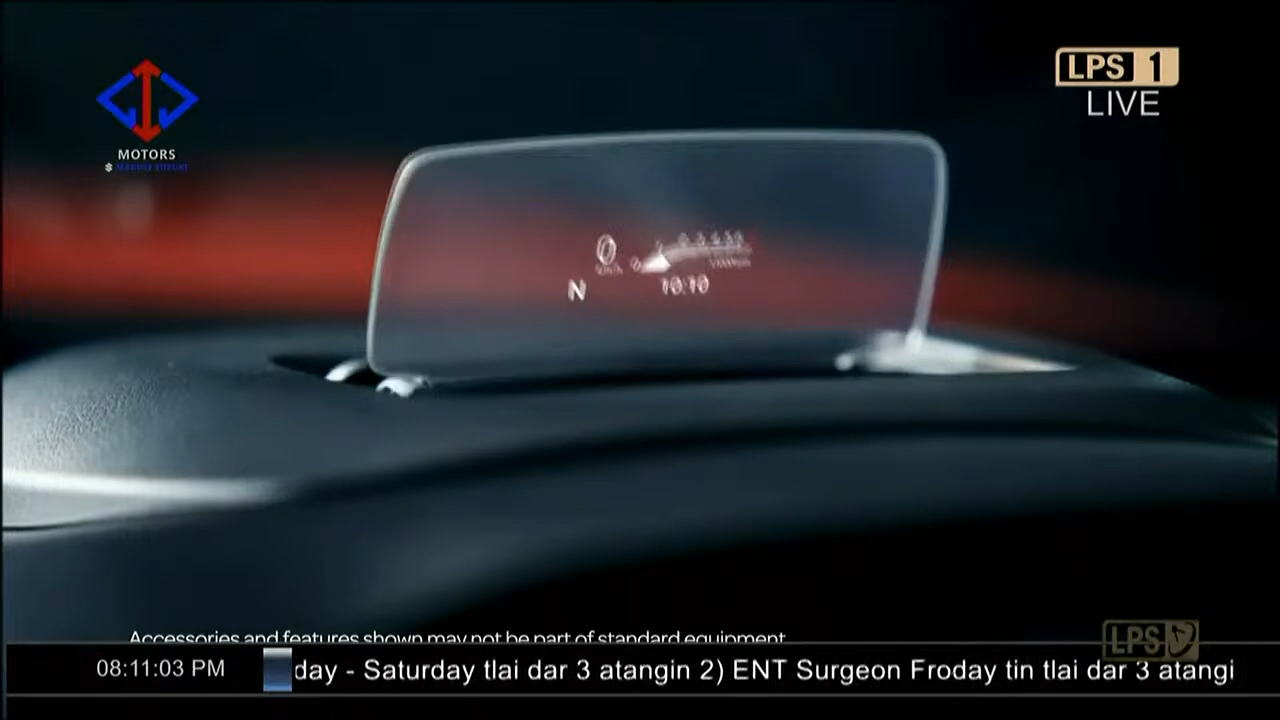 LPS 1
LIVE
MOTORS
0
N
10:10
Accessories and features shown may not be part of standard equipment
LPS
08:11:03 PM
day - Saturday tlai dar 3 atangin 2) ENT Surgeon Froday tin tlai dar 3 atangi